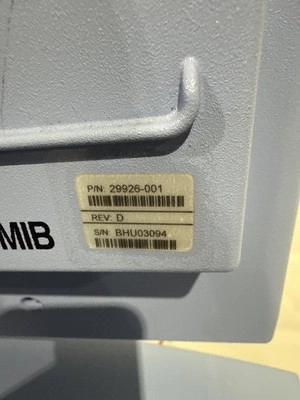 P/N: 29926-001
REV: D
S/N: BHU03094
MIB